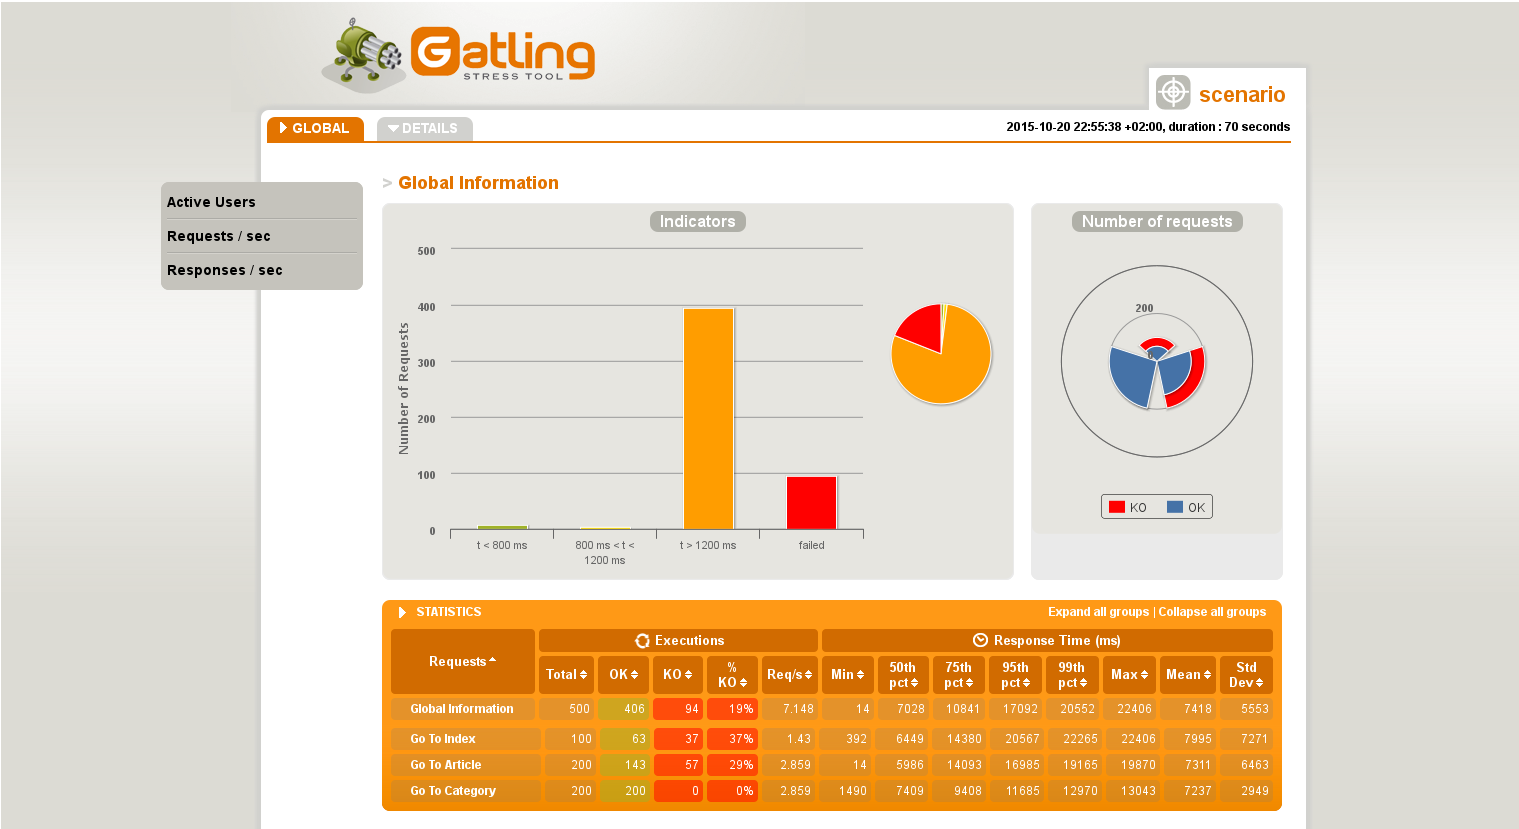 Gatling
STRESS TOOL
scenario
GLOBAL DETAILS
2015-10-20 22:55:38 +02:00, duration : 70 seconds
Active Users
Requests / sec
Responses / sec
> Global Information
Indicators
500
400
300
200
100
0
Number of Requests
t < 800 ms
800 ms < t <
1200 ms
t > 1200 ms
failed
Number of requests
200
0
KO OK
STATISTICS
Expand all groups | Collapse all groups
Requests
Executions
Response Time (ms)
Total OK KO % KO Req/s Min 50th pct 75th pct 95th pct 99th pct Max Mean Std Dev
Global Information 500 406 94 19% 7.148 14 7028 10841 17092 20552 22406 7418 5553
Go To Index 100 63 37 37% 1.43 392 6449 14380 20567 22265 22406 7995 7271
Go To Article 200 143 57 29% 2.859 14 5986 14093 16985 19165 19870 7311 6463
Go To Category 200 200 0 0% 2.859 1490 7409 9408 11685 12970 13043 7237 2949